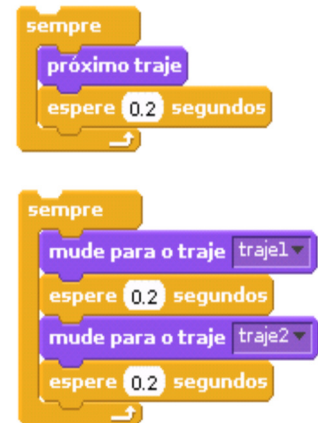 sempre
próximo traje
espere 0.2 segundos
sempre
mude para o traje traje1
espere 0.2 segundos
mude para o traje traje2
espere 0.2 segundos